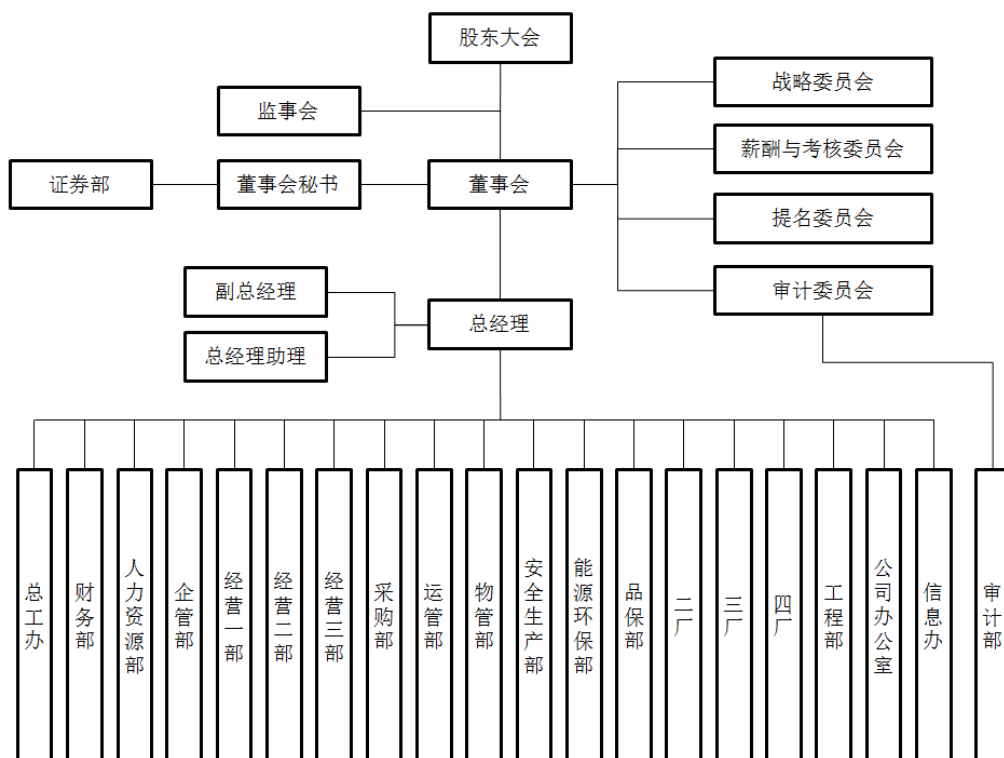 股东大会
战略委员会
监事会
薪酬与考核委员会
证券部
董事会秘书
董事会
提名委员会
副总经理
审计委员会
总经理
总经理助理
总工办
财务部
人力资源部
企管部
经营一部
经营二部
经营三部
采购部
运管部
物管部
安全生产部
能源环保部
品保部
二厂
三厂
四厂
工程部
公司办公室
信息办
审计部